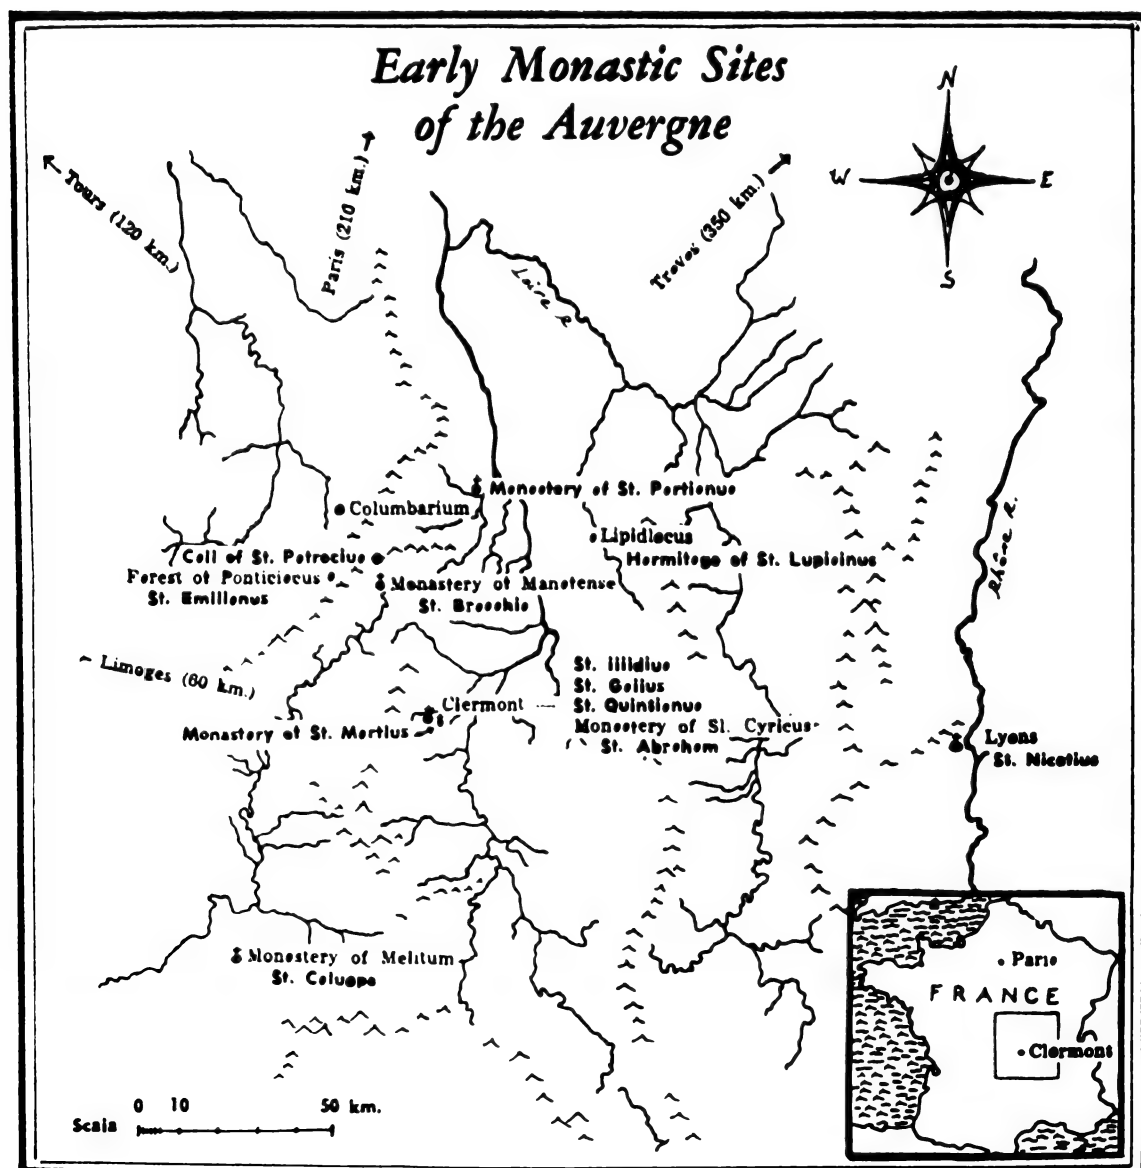 Early Monastic Sites
of the Auvergne
N
W E
S
Tours (120 km.)
Paris (210 km.)
Treves (350 km.)
Loire R.
Rhône R.
Monastery of St. Portianus
Columbarium
Lipidiacus
Hermitage of St. Lupicinus
Cell of St. Patroclus
Forest of Ponticiacus
St. Emilianus
Monastery of Manatense
St. Bracchio
Limoges (60 km.)
Clermont
St. Illidius
St. Gallus
St. Quintianus
Monastery of St. Cyricus
St. Abraham
Monastery of St. Martius
Lyons
St. Nicetius
Monastery of Melitum
St. Caluppa
Paris
FRANCE
Clermont
0 10 50 km.
Scale